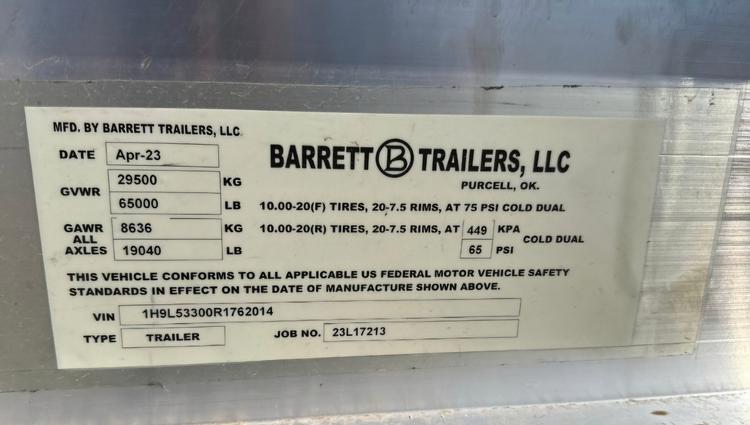 MFD. BY BARRETT TRAILERS, LLC
DATE Apr-23
BARRETT B TRAILERS, LLC
PURCELL, OK.
GVWR 29500 KG
65000 LB 10.00-20(F) TIRES, 20-7.5 RIMS, AT 75 PSI COLD DUAL
GAWR ALL AXLES 8636 KG 10.00-20(R) TIRES, 20-7.5 RIMS, AT 449 KPA
19040 LB 65 PSI COLD DUAL
THIS VEHICLE CONFORMS TO ALL APPLICABLE US FEDERAL MOTOR VEHICLE SAFETY
STANDARDS IN EFFECT ON THE DATE OF MANUFACTURE SHOWN ABOVE.
VIN 1H9L53300R1762014
TYPE TRAILER JOB NO. 23L17213